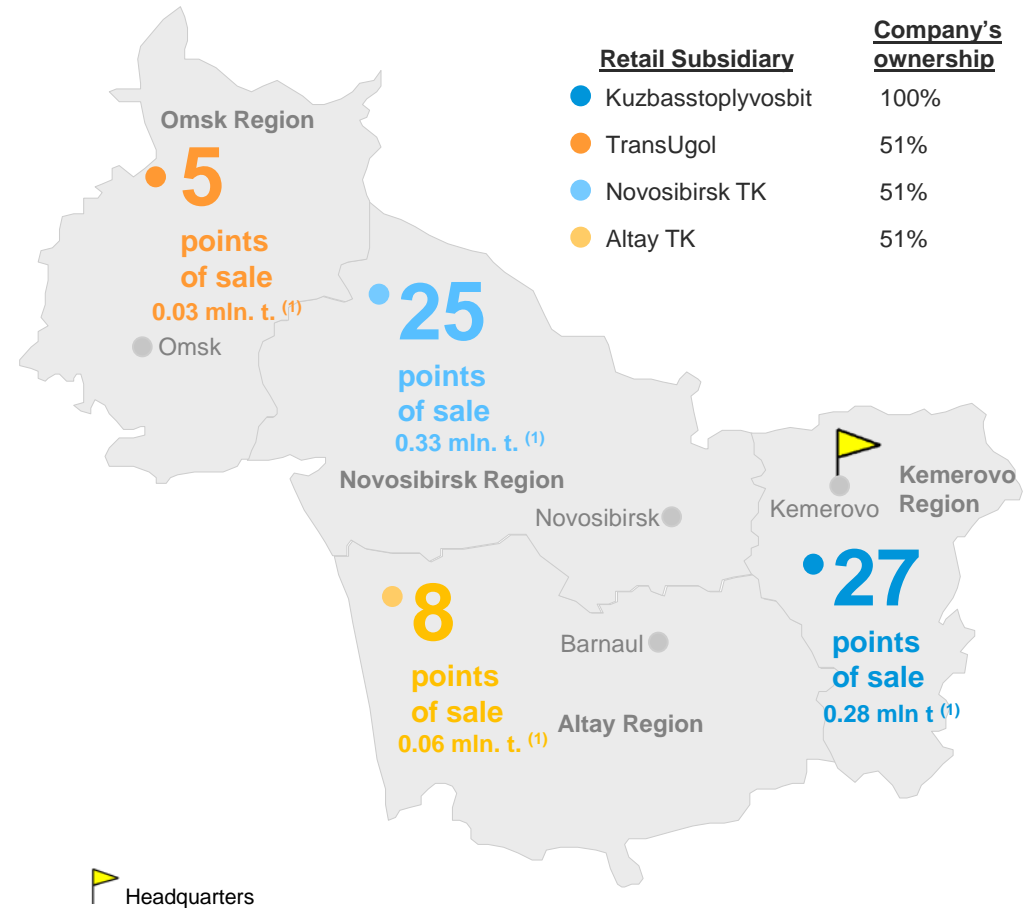 Retail Subsidiary
Company's
ownership
Kuzbasstoplyvosbit 100%
TransUgol 51%
Novosibirsk TK 51%
Altay TK 51%
Omsk Region
5
points
of sale
0.03 mln. t. (1)
Omsk
25
points
of sale
0.33 mln. t. (1)
Novosibirsk Region
Novosibirsk
Kemerovo
Region
Kemerovo
27
points
of sale
0.28 mln t (1)
8
points
of sale
0.06 mln. t. (1)
Barnaul
Altay Region
Headquarters